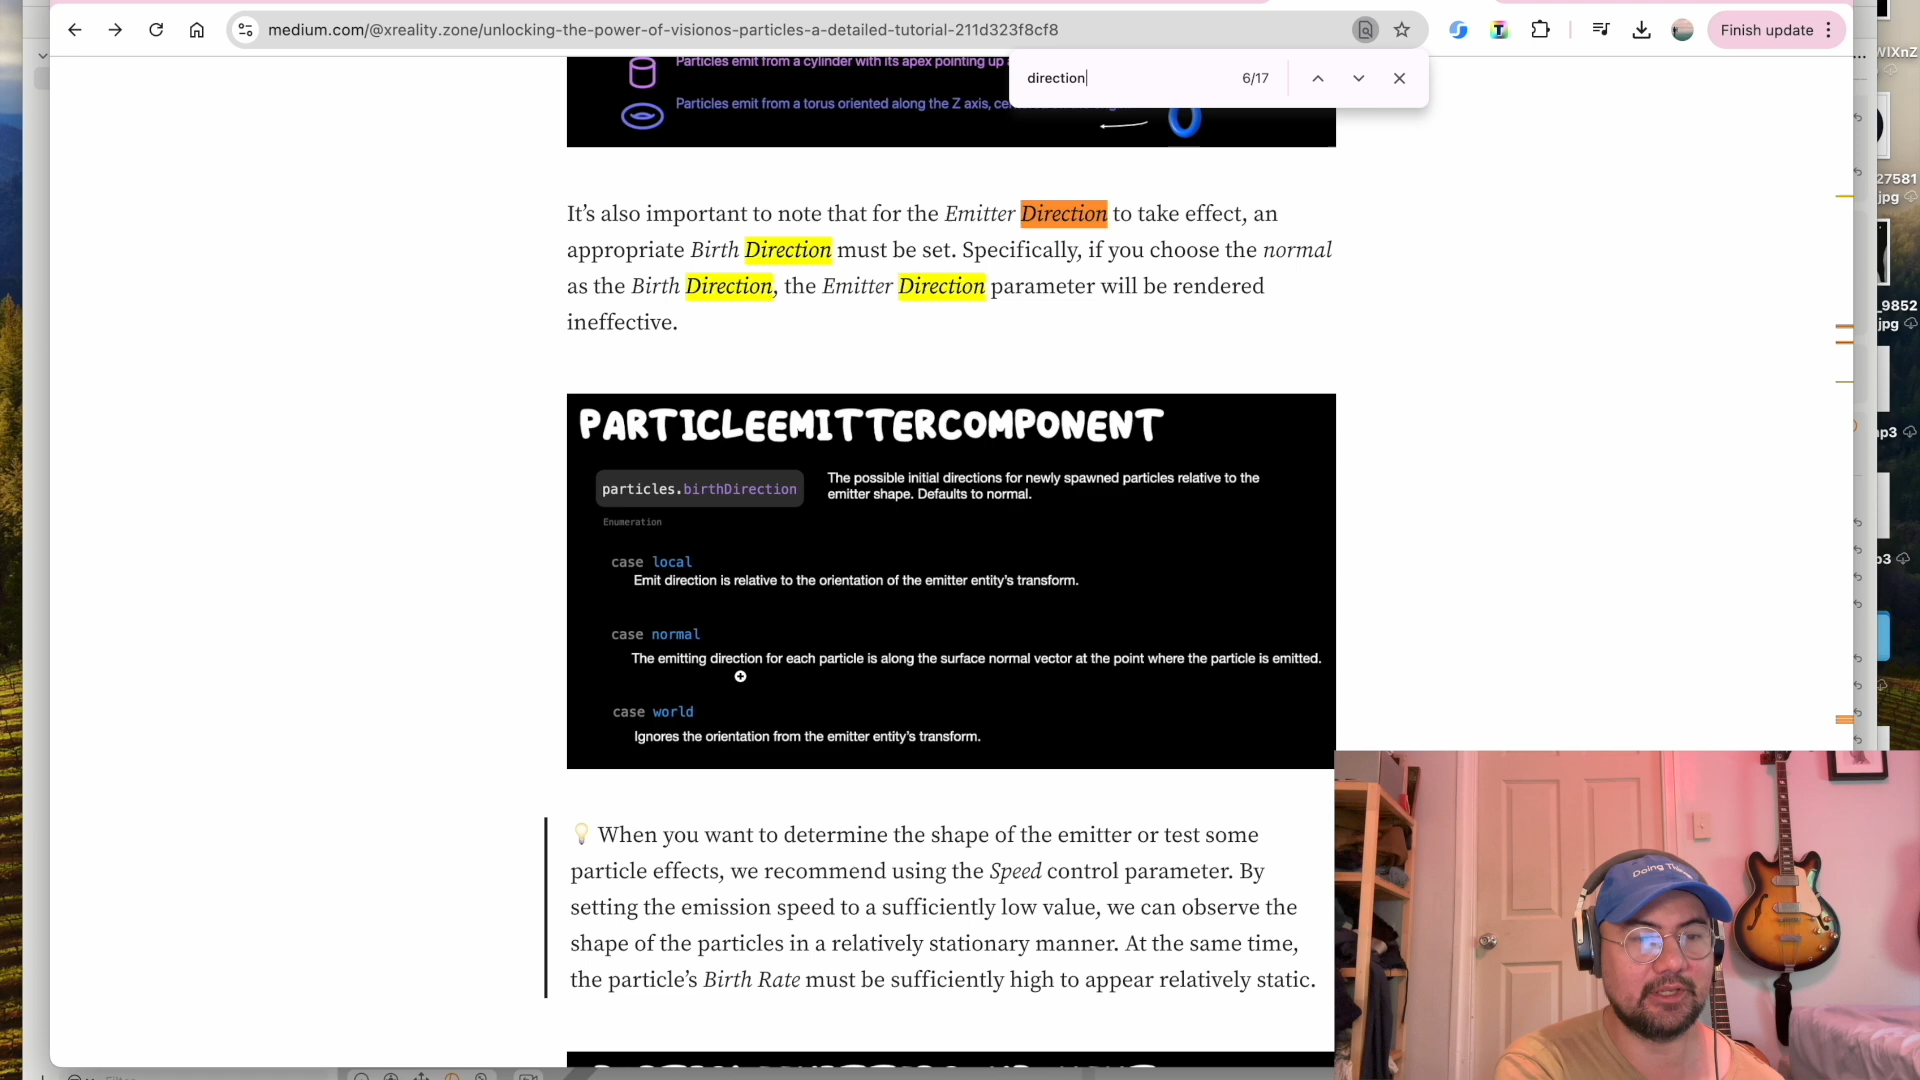 medium.com/@xreality.zone/unlocking-the-power-of-visionos-particles-a-detailed-tutorial-211d323f8cf8
Finish update
direction
6/17
Particles emit from a cylinder with its apex pointing up
Particles emit from a torus oriented along the Z axis,
It's also important to note that for the Emitter Direction to take effect, an
appropriate Birth Direction must be set. Specifically, if you choose the normal
as the Birth Direction, the Emitter Direction parameter will be rendered
ineffective.
PARTICLEEMITTERCOMPONENT
particles.birthDirection
The possible initial directions for newly spawned particles relative to the
emitter shape. Defaults to normal.
Enumeration
case local
Emit direction is relative to the orientation of the emitter entity's transform.
case normal
The emitting direction for each particle is along the surface normal vector at the point where the particle is emitted.
case world
Ignores the orientation from the emitter entity's transform.
💡 When you want to determine the shape of the emitter or test some
particle effects, we recommend using the Speed control parameter. By
setting the emission speed to a sufficiently low value, we can observe the
shape of the particles in a relatively stationary manner. At the same time,
the particle's Birth Rate must be sufficiently high to appear relatively static.
WIXnZ
27581
jpg
_9852
jpg
p3
p3
Doing